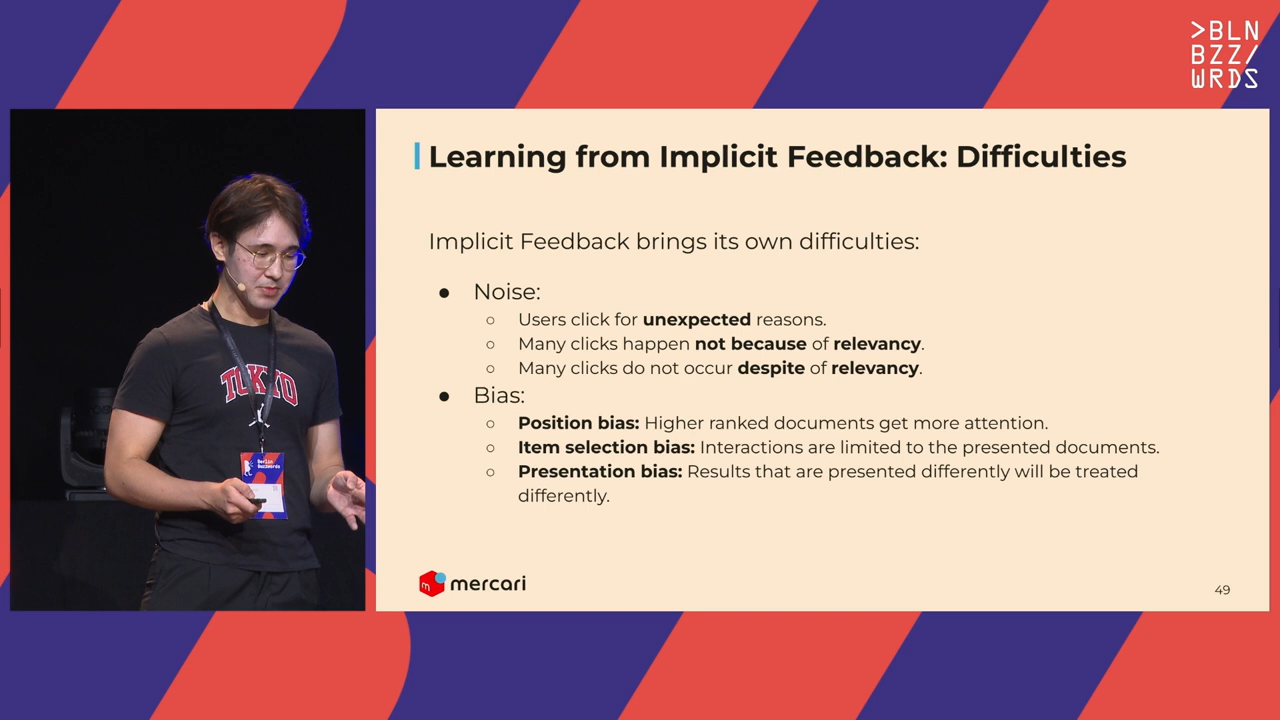 >BLN
BZZ/
WRDS
Learning from Implicit Feedback: Difficulties
Implicit Feedback brings its own difficulties:
● Noise:
○ Users click for unexpected reasons.
○ Many clicks happen not because of relevancy.
○ Many clicks do not occur despite of relevancy.
● Bias:
○ Position bias: Higher ranked documents get more attention.
○ Item selection bias: Interactions are limited to the presented documents.
○ Presentation bias: Results that are presented differently will be treated
differently.
m mercari
49
TOKYO
Berlin
Buzzwords